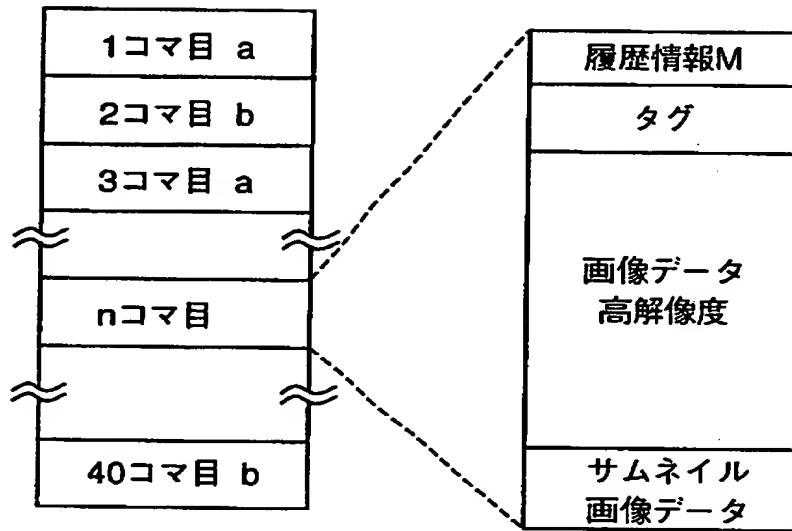 1コマ目 a
2コマ目 b
3コマ目 a
nコマ目
40コマ目 b
履歴情報M
タグ
画像データ
高解像度
サムネイル
画像データ